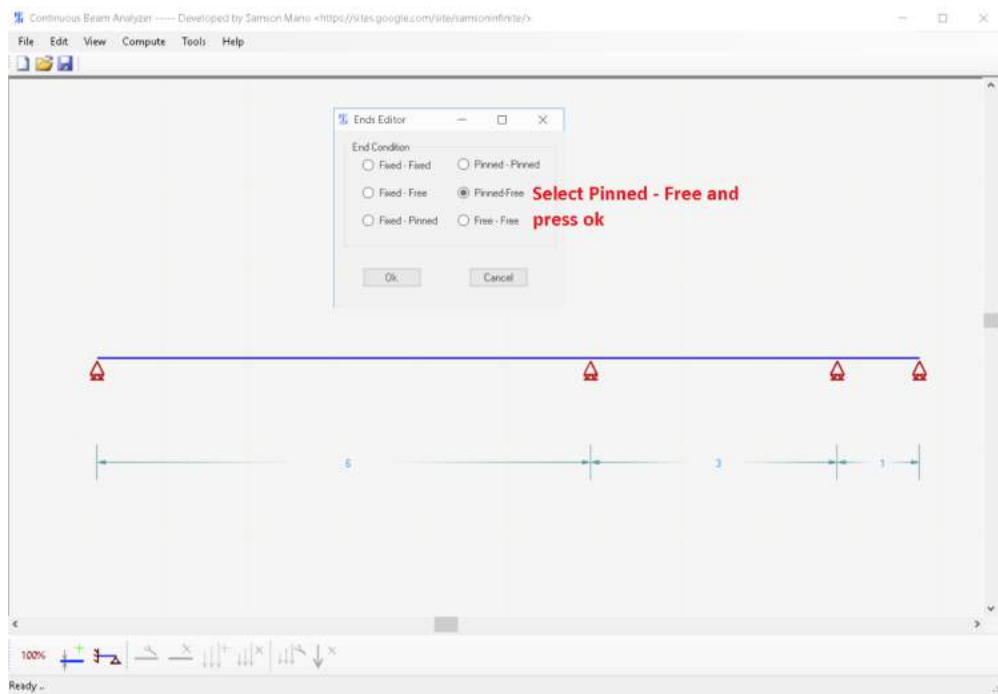 Continuous Beam Analyzer ----- Developed by Samson Mano <https://sites.google.com/site/samsoninfinite/>
File Edit View Compute Tools Help
Ends Editor
End Condition
Fixed - Fixed Pinned - Pinned
Fixed - Free Pinned-Free Select Pinned - Free and
Fixed - Pinned Free - Free press ok
Ok Cancel
6 3 1
100%
Ready ..